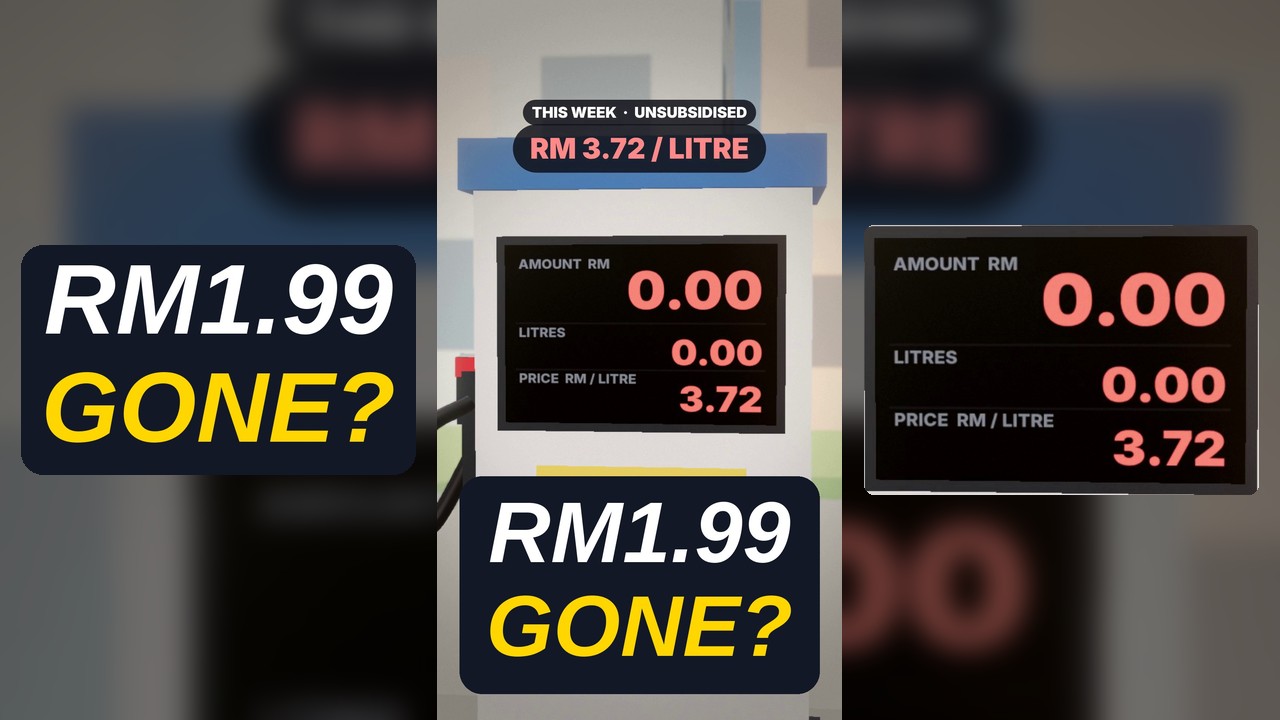 RM1.99
GONE?
THIS WEEK · UNSUBSIDISED
RM 3.72 / LITRE
AMOUNT RM
0.00
LITRES
0.00
PRICE RM / LITRE
3.72
RM1.99
GONE?
AMOUNT RM
0.00
LITRES
0.00
PRICE RM / LITRE
3.72